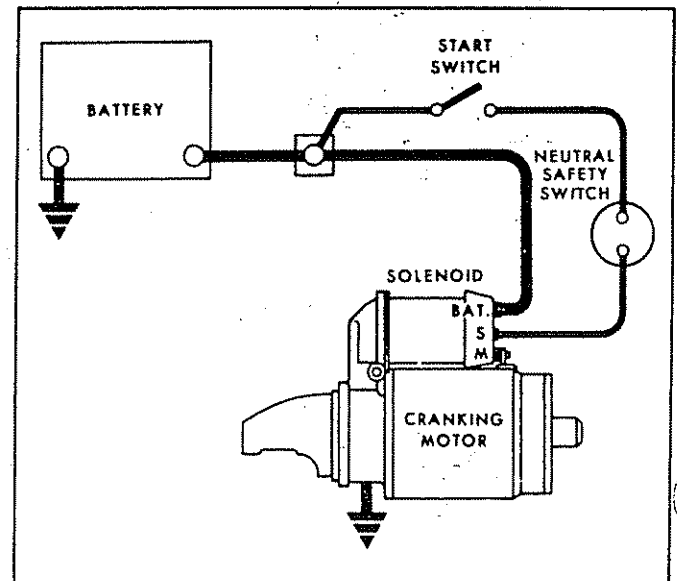 START
SWITCH
BATTERY
NEUTRAL
SAFETY
SWITCH
SOLENOID
BAT.
S
M
CRANKING
MOTOR